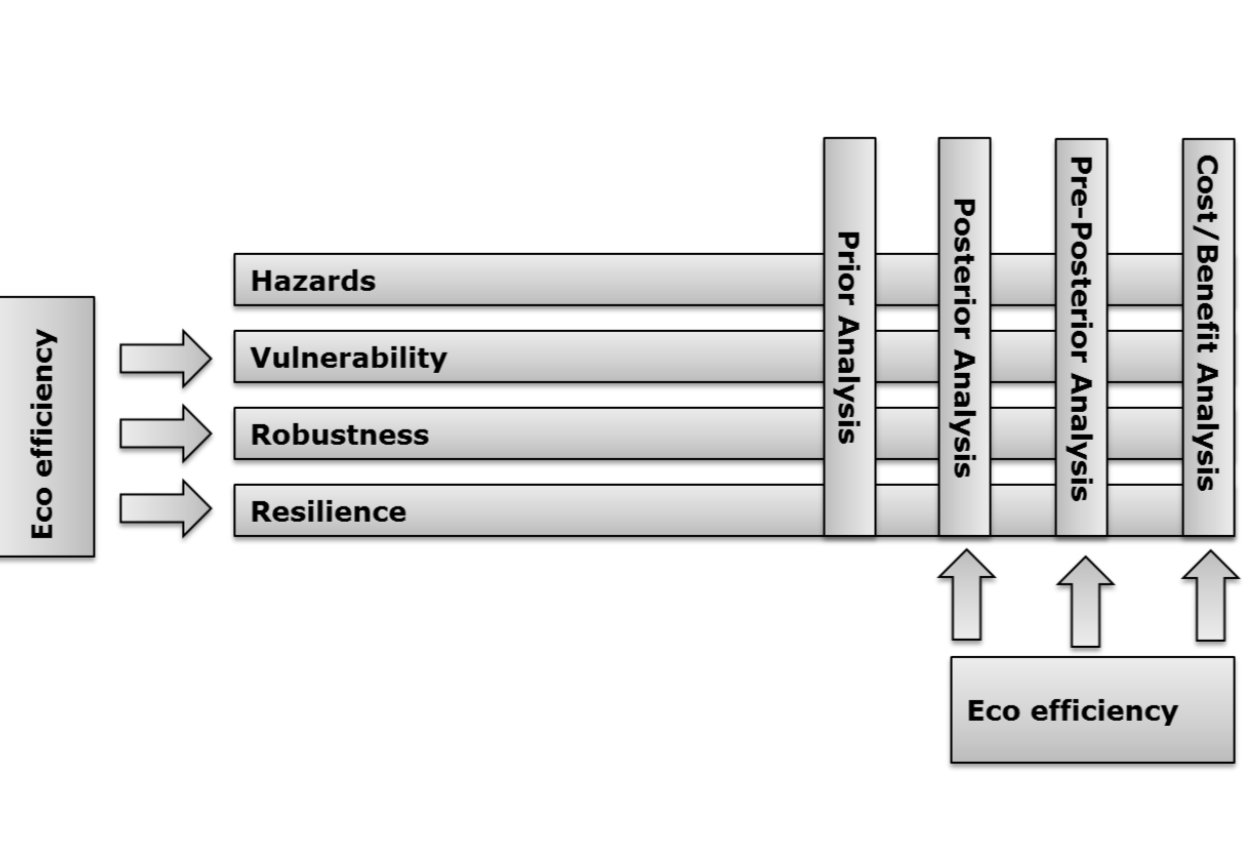 Eco efficiency
Hazards
Vulnerability
Robustness
Resilience
Prior Analysis
Posterior Analysis
Pre-Posterior Analysis
Cost/Benefit Analysis
Eco efficiency